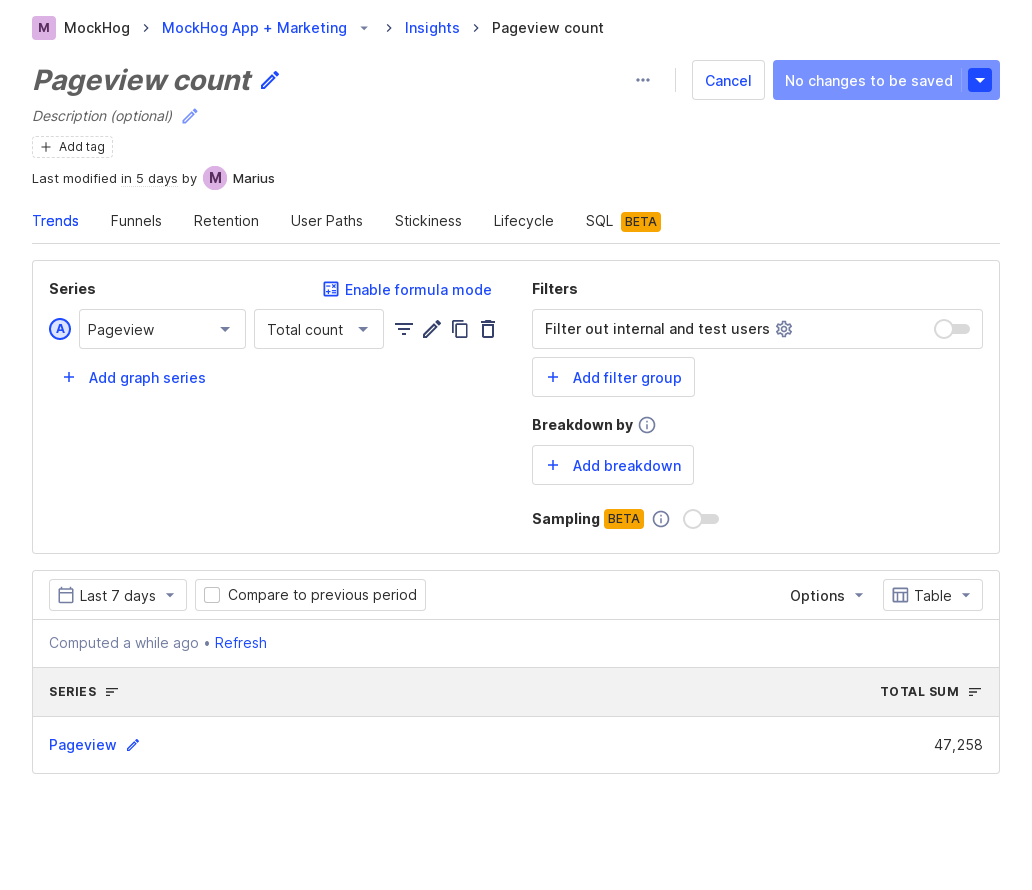 M MockHog MockHog App + Marketing Insights Pageview count
Pageview count
Cancel No changes to be saved
Description (optional)
Add tag
Last modified in 5 days by M Marius
Trends Funnels Retention User Paths Stickiness Lifecycle SQL BETA
Series Enable formula mode
A Pageview Total count
Add graph series
Filters
Filter out internal and test users
Add filter group
Breakdown by
Add breakdown
Sampling BETA
Last 7 days Compare to previous period Options Table
Computed a while ago • Refresh
SERIES TOTAL SUM
Pageview 47,258